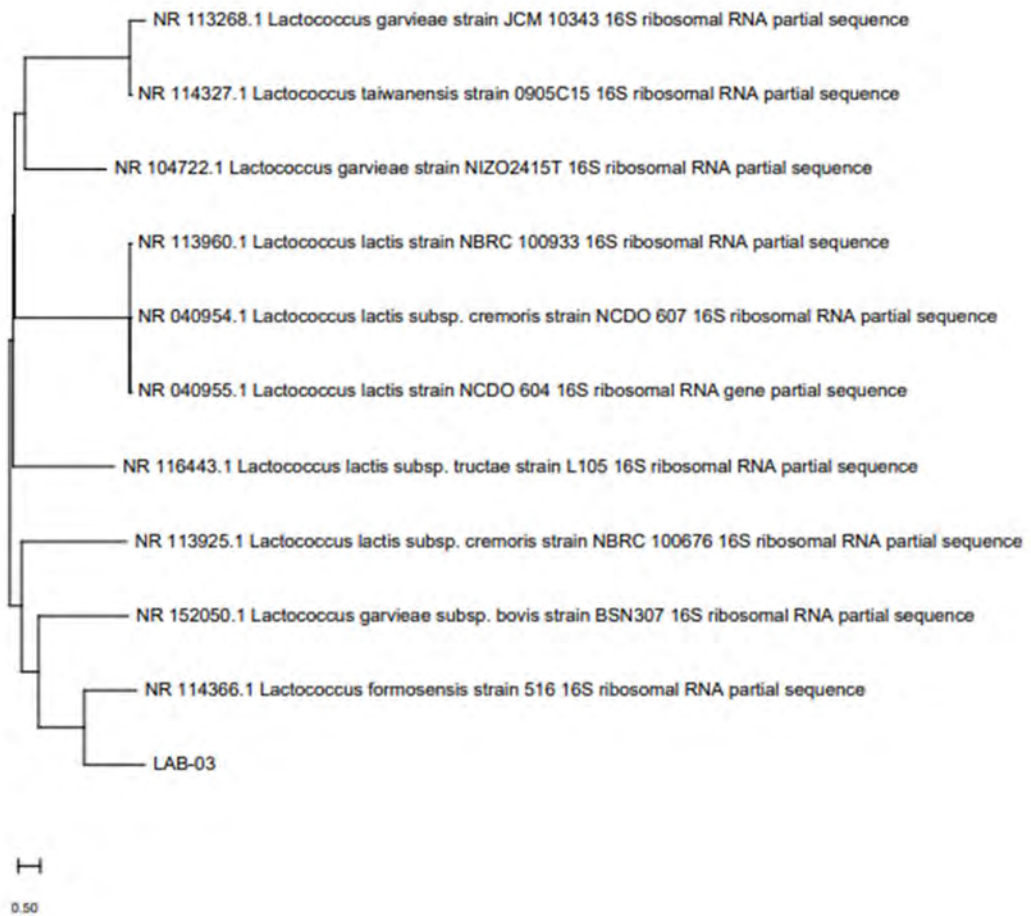 NR 113268.1 Lactococcus garvieae strain JCM 10343 16S ribosomal RNA partial sequence
NR 114327.1 Lactococcus taiwanensis strain 0905C15 16S ribosomal RNA partial sequence
NR 104722.1 Lactococcus garvieae strain NIZO2415T 16S ribosomal RNA partial sequence
NR 113960.1 Lactococcus lactis strain NBRC 100933 16S ribosomal RNA partial sequence
NR 040954.1 Lactococcus lactis subsp. cremoris strain NCDO 607 16S ribosomal RNA partial sequence
NR 040955.1 Lactococcus lactis strain NCDO 604 16S ribosomal RNA gene partial sequence
NR 116443.1 Lactococcus lactis subsp. tructae strain L105 16S ribosomal RNA partial sequence
NR 113925.1 Lactococcus lactis subsp. cremoris strain NBRC 100676 16S ribosomal RNA partial sequence
NR 152050.1 Lactococcus garvieae subsp. bovis strain BSN307 16S ribosomal RNA partial sequence
NR 114366.1 Lactococcus formosensis strain 516 16S ribosomal RNA partial sequence
LAB-03
0.50